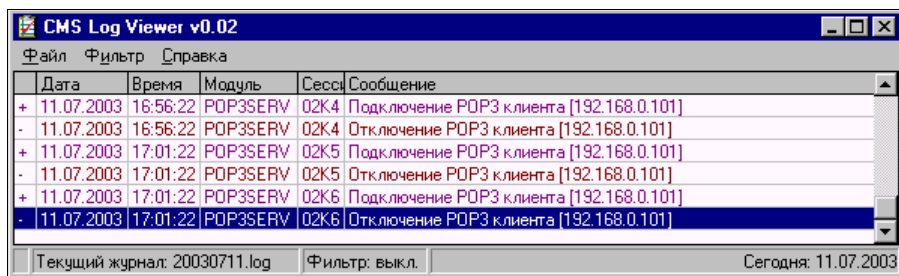 CMS Log Viewer v0.02
Файл Фильтр Справка
Дата Время Модуль Сесси Сообщение
+ 11.07.2003 16:56:22 POP3SERV 02K4 Подключение POP3 клиента [192.168.0.101]
- 11.07.2003 16:56:22 POP3SERV 02K4 Отключение POP3 клиента [192.168.0.101]
+ 11.07.2003 17:01:22 POP3SERV 02K5 Подключение POP3 клиента [192.168.0.101]
- 11.07.2003 17:01:22 POP3SERV 02K5 Отключение POP3 клиента [192.168.0.101]
+ 11.07.2003 17:01:22 POP3SERV 02K6 Подключение POP3 клиента [192.168.0.101]
- 11.07.2003 17:01:22 POP3SERV 02K6 Отключение POP3 клиента [192.168.0.101]
Текущий журнал: 20030711.log Фильтр: выкл. Сегодня: 11.07.2003